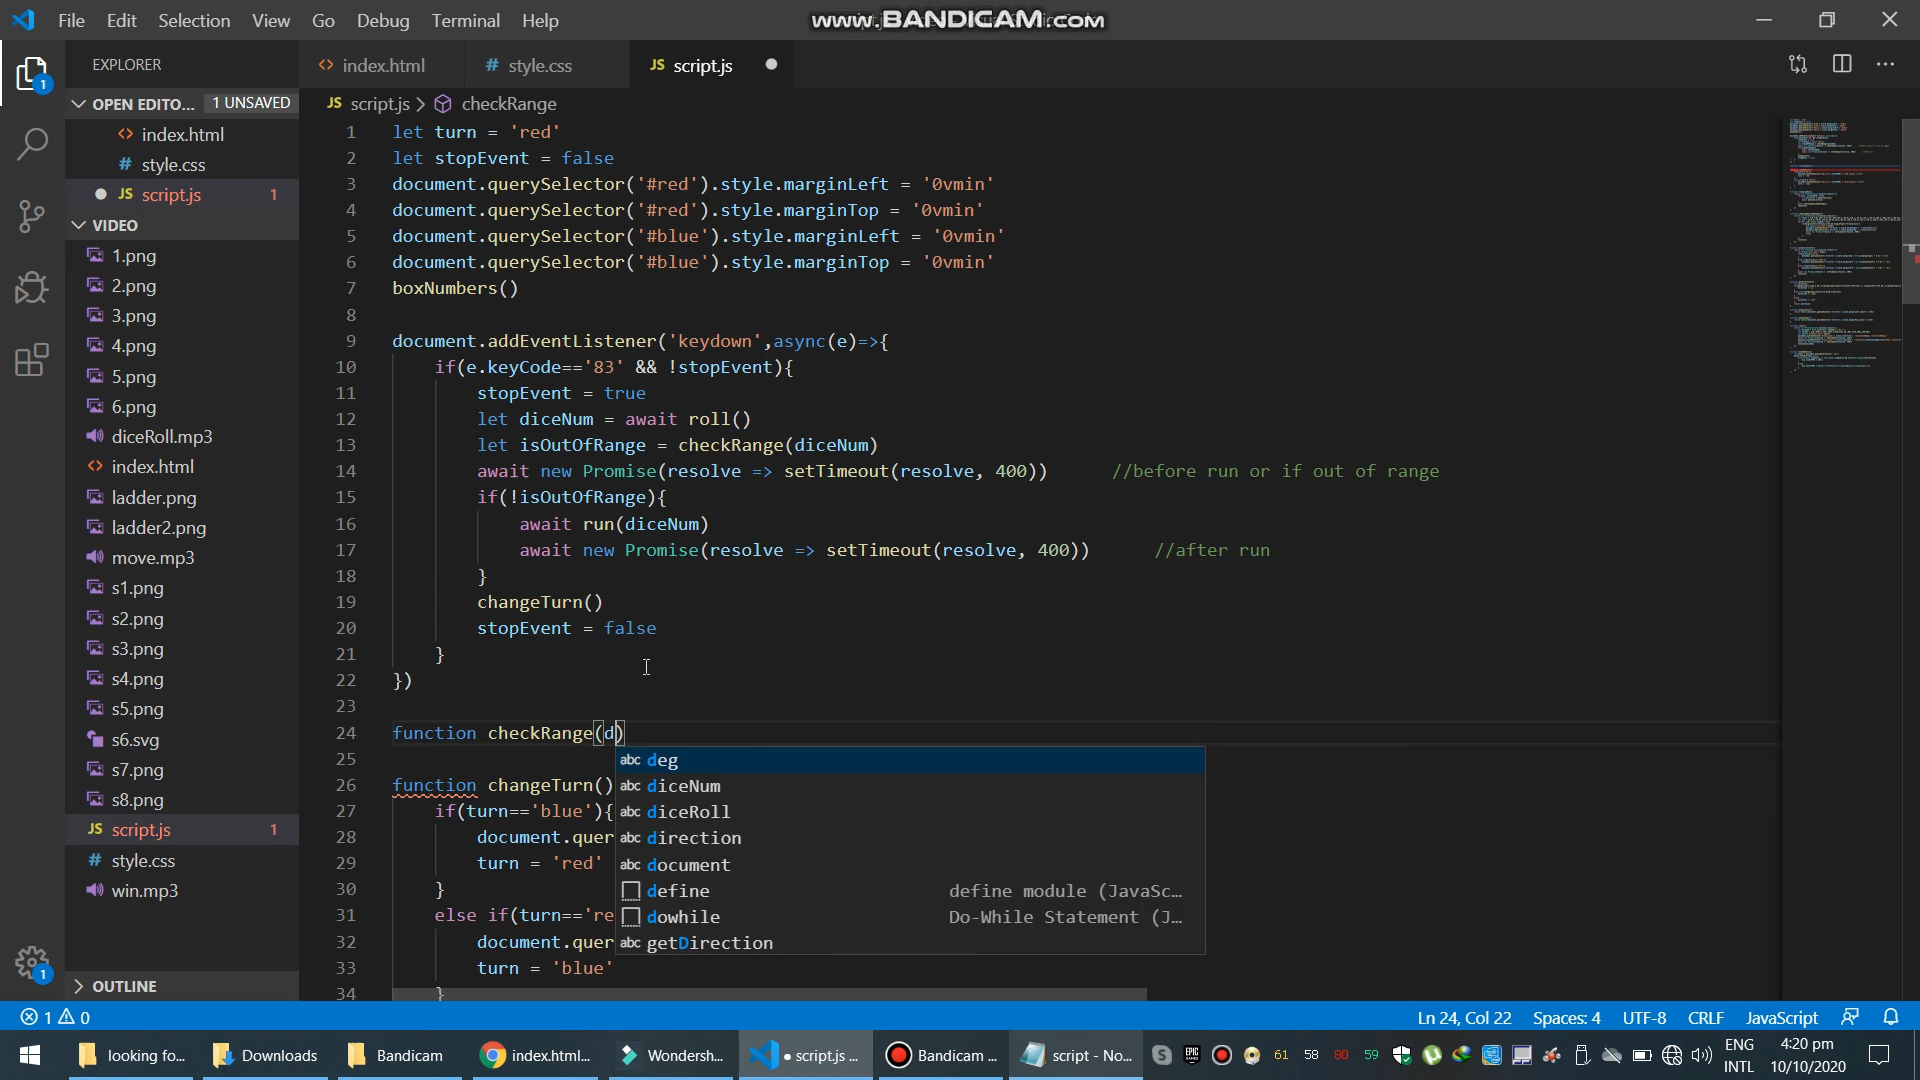 File Edit Selection View Go Debug Terminal Help
www.BANDICAM.com
EXPLORER
index.html
style.css
JS script.js
OPEN EDITO... 1 UNSAVED
index.html
style.css
JS script.js 1
VIDEO
1.png
2.png
3.png
4.png
5.png
6.png
diceRoll.mp3
index.html
ladder.png
ladder2.png
move.mp3
s1.png
s2.png
s3.png
s4.png
s5.png
s6.svg
s7.png
s8.png
JS script.js 1
style.css
win.mp3
OUTLINE
JS script.js > checkRange
1 let turn = 'red'
2 let stopEvent = false
3 document.querySelector('#red').style.marginLeft = '0vmin'
4 document.querySelector('#red').style.marginTop = '0vmin'
5 document.querySelector('#blue').style.marginLeft = '0vmin'
6 document.querySelector('#blue').style.marginTop = '0vmin'
7 boxNumbers()
8
9 document.addEventListener('keydown',async(e)=>{
10 if(e.keyCode=='83' && !stopEvent){
11 stopEvent = true
12 let diceNum = await roll()
13 let isOutOfRange = checkRange(diceNum)
14 await new Promise(resolve => setTimeout(resolve, 400)) //before run or if out of range
15 if(!isOutOfRange){
16 await run(diceNum)
17 await new Promise(resolve => setTimeout(resolve, 400)) //after run
18 }
19 changeTurn()
20 stopEvent = false
21 }
22 })
23
24 function checkRange(d)
25
26 function changeTurn()
27 if(turn=='blue'){
28 document.quer
29 turn = 'red'
30 }
31 else if(turn=='re
32 document.quer
33 turn = 'blue'
34 }
abc deg
abc diceNum
abc diceRoll
abc direction
abc document
define define module (JavaSc...
dowhile Do-While Statement (J...
abc getDirection
1 0
Ln 24, Col 22 Spaces: 4 UTF-8 CRLF JavaScript
looking fo... Downloads Bandicam index.html... Wondersh... script.js ... Bandicam ... script - No...
61 58 80 59
ENG
INTL
4:20 pm
10/10/2020